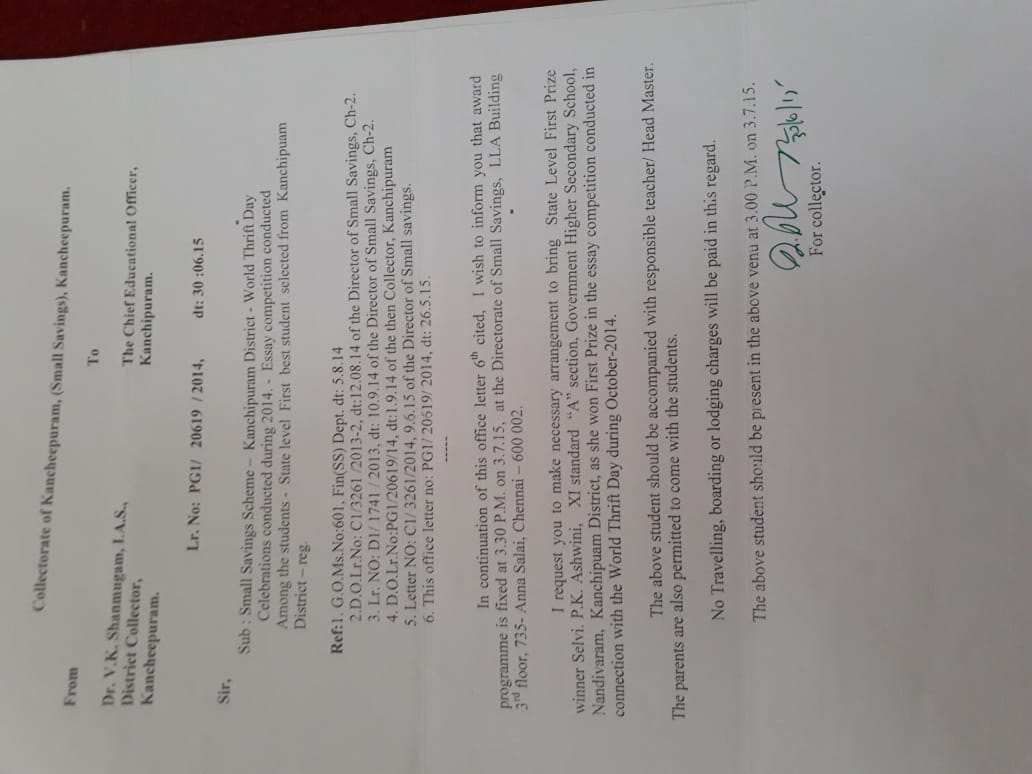 Collectorate of Kancheepuram, (Small Savings), Kancheepuram.
From
To
Dr. V.K. Shanmugam, I.A.S.,
District Collector,
Kancheepuram.
The Chief Educational Officer,
Kanchipuram.
Lr. No: PG1/ 20619 / 2014, dt: 30 :06.15
Sir,
Sub : Small Savings Scheme – Kanchipuram District - World Thrift Day
Celebrations conducted during 2014. - Essay competition conducted
Among the students - State level First best student selected from Kanchipuam
District – reg.
Ref:1. G.O.Ms.No:601, Fin(SS) Dept. dt: 5.8.14
2.D.O.Lr.No: C1/3261 /2013-2, dt:12.08.14 of the Director of Small Savings, Ch-2.
3. Lr. NO: D1/ 1741 / 2013, dt: 10.9.14 of the Director of Small Savings, Ch-2.
4. D.O.Lr.No:PG1/20619/14, dt:1.9.14 of the then Collector, Kanchipuram
5. Letter NO: C1/ 3261/2014, 9.6.15 of the Director of Small savings.
6. This office letter no: PG1/ 20619/ 2014, dt: 26.5.15.
-----
In continuation of this office letter 6th cited, I wish to inform you that award
programme is fixed at 3.30 P.M. on 3.7.15, at the Directorate of Small Savings, LLA Building
3rd floor, 735- Anna Salai, Chennai – 600 002.
I request you to make necessary arrangement to bring State Level First Prize
winner Selvi. P.K. Ashwini, XI standard “A” section, Government Higher Secondary School,
Nandivaram, Kanchipuam District, as she won First Prize in the essay competition conducted in
connection with the World Thrift Day during October-2014.
The above student should be accompanied with responsible teacher/ Head Master.
The parents are also permitted to come with the students.
No Travelling, boarding or lodging charges will be paid in this regard.
The above student should be present in the above venu at 3.00 P.M. on 3.7.15.
30/6/15
For collector.